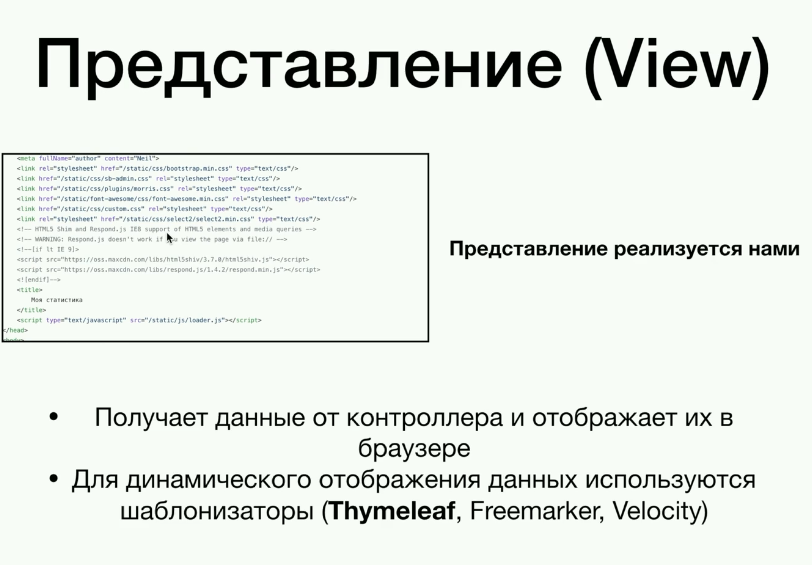 Представление (View)
<meta fullName="author" content="Neil">
<link rel="stylesheet" href="/static/css/bootstrap.min.css" type="text/css"/>
<link rel="stylesheet" href="/static/css/sb-admin.css" type="text/css"/>
<link rel="stylesheet" href="/static/css/plugins/morris.css" type="text/css"/>
<link rel="stylesheet" href="/static/font-awesome/css/font-awesome.min.css" type="text/css"/>
<link rel="stylesheet" href="/static/css/custom.css" type="text/css"/>
<link rel="stylesheet" href="/static/css/select2/select2.min.css" type="text/css"/>
<!-- HTML5 Shim and Respond.js IE8 support of HTML5 elements and media queries -->
<!-- WARNING: Respond.js doesn't work if you view the page via file:// -->
<!--[if lt IE 9]>
<script src="https://oss.maxcdn.com/libs/html5shiv/3.7.0/html5shiv.js"></script>
<script src="https://oss.maxcdn.com/libs/respond.js/1.4.2/respond.min.js"></script>
<![endif]-->
<title>
Моя статистика
</title>
<script type="text/javascript" src="/static/js/loader.js"></script>
</head>
Представление реализуется нами
• Получает данные от контроллера и отображает их в
браузере
• Для динамического отображения данных используются
шаблонизаторы (Thymeleaf, Freemarker, Velocity)